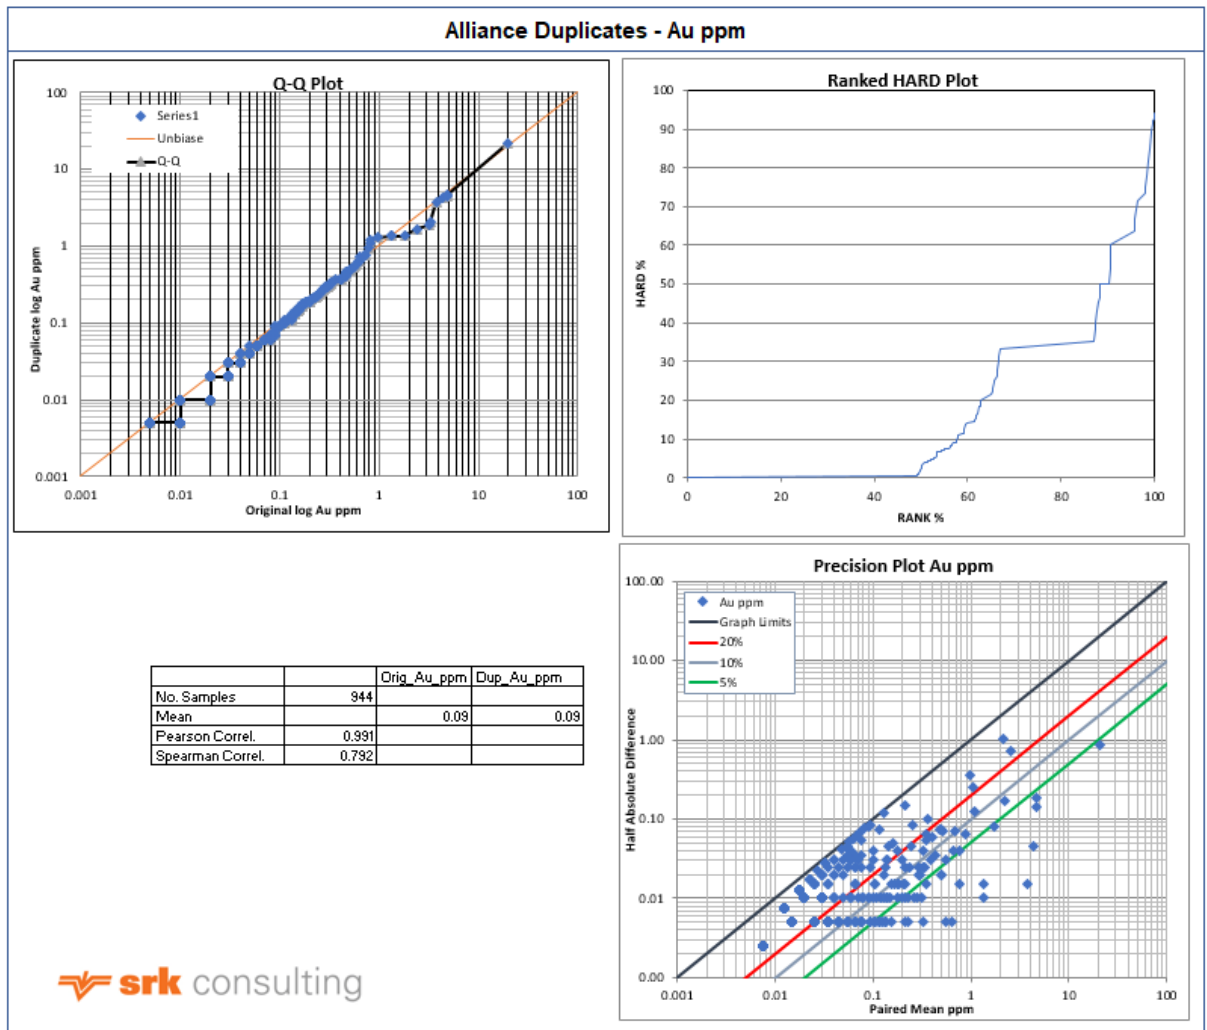 Alliance Duplicates - Au ppm
Q-Q Plot
100
10
1
0.1
0.01
0.001
Duplicate log Au ppm
Series1
Unbiase
Q-Q
0.001 0.01 0.1 1 10 100
Original log Au ppm
Ranked HARD Plot
100
90
80
70
60
50
40
30
20
10
0
HARD %
0 20 40 60 80 100
RANK %
Orig_Au_ppm Dup_Au_ppm
No. Samples 944
Mean 0.09 0.09
Pearson Correl. 0.991
Spearman Correl. 0.792
Precision Plot Au ppm
100.00
10.00
1.00
0.10
0.01
0.00
Half Absolute Difference
Au ppm
Graph Limits
20%
10%
5%
0.001 0.01 0.1 1 10 100
Paired Mean ppm
srk consulting